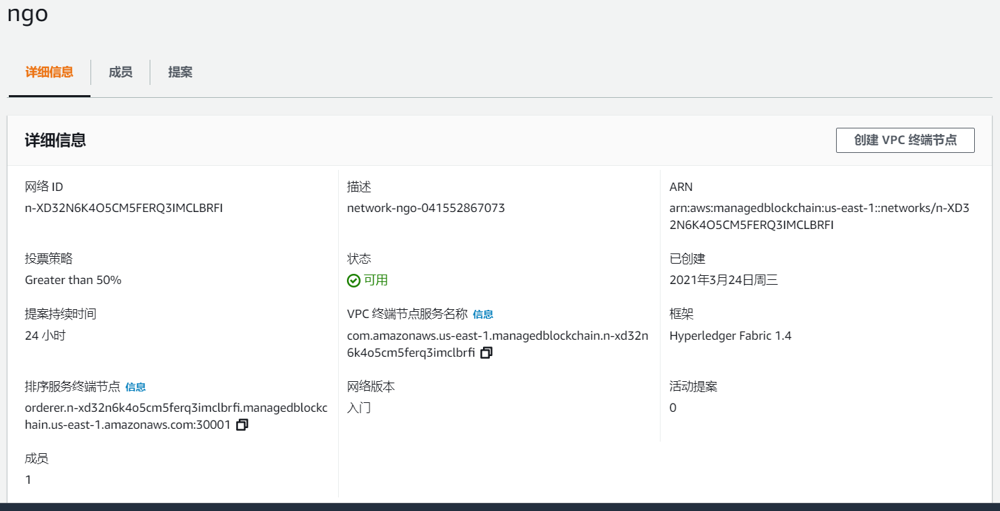 ngo
详细信息
成员
提案
详细信息
创建 VPC 终端节点
网络 ID
n-XD32N6K4O5CM5FERQ3IMCLBRFI
描述
network-ngo-041552867073
ARN
arn:aws:managedblockchain:us-east-1::networks/n-XD3
2N6K4O5CM5FERQ3IMCLBRFI
投票策略
Greater than 50%
状态
可用
已创建
2021年3月24日周三
提案持续时间
24 小时
VPC 终端节点服务名称 信息
com.amazonaws.us-east-1.managedblockchain.n-xd32n
6k4o5cm5ferq3imclbrfi
框架
Hyperledger Fabric 1.4
排序服务终端节点 信息
orderer.n-xd32n6k4o5cm5ferq3imclbrfi.managedblockc
hain.us-east-1.amazonaws.com:30001
网络版本
入门
活动提案
0
成员
1